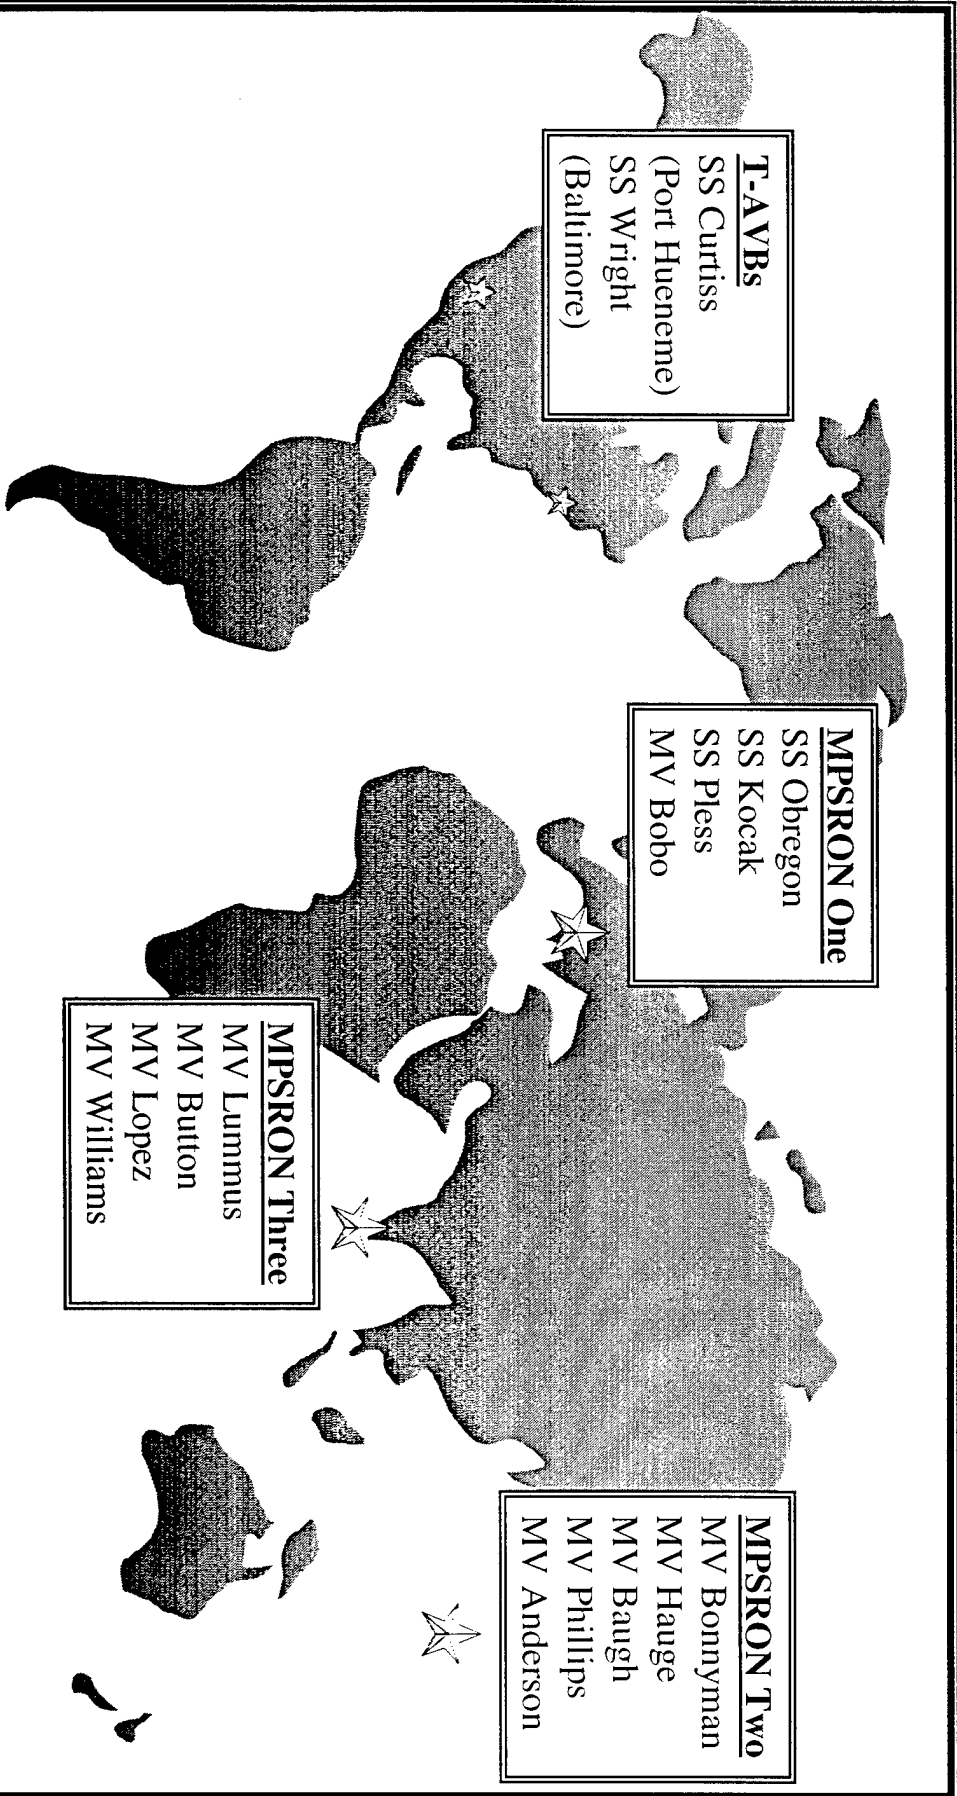 T-AVBs
SS Curtiss
(Port Hueneme)
SS Wright
(Baltimore)
MPSRON One
SS Obregon
SS Kocak
SS Pless
MV Bobo
MPSRON Three
MV Lummus
MV Button
MV Lopez
MV Williams
MPSRON Two
MV Bonnyman
MV Hauge
MV Baugh
MV Phillips
MV Anderson